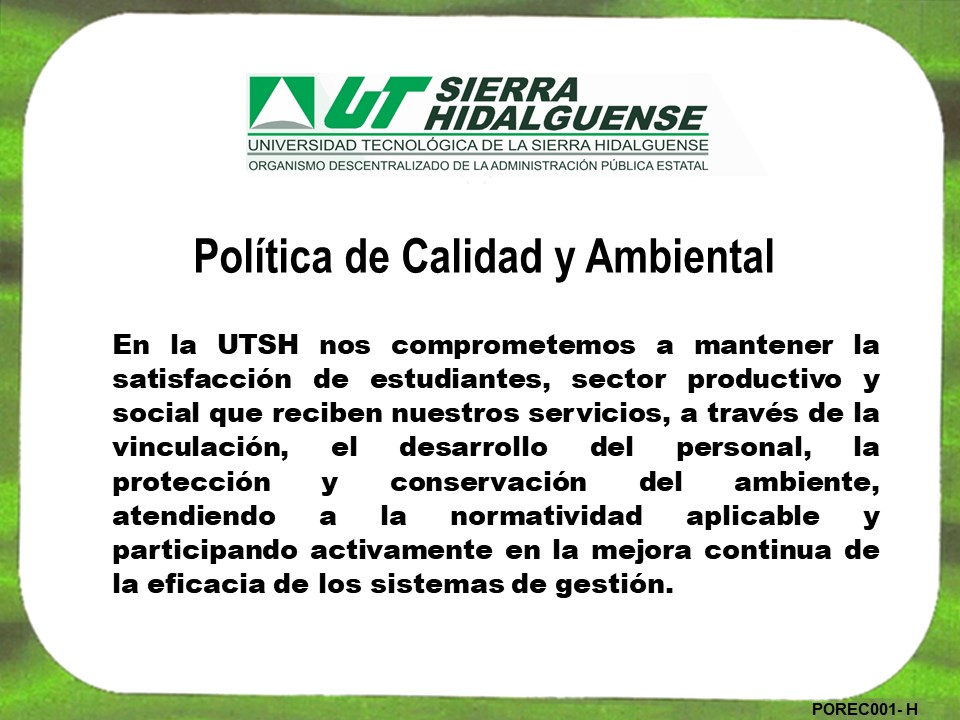 UT SIERRA
HIDALGUENSE
UNIVERSIDAD TECNOLÓGICA DE LA SIERRA HIDALGUENSE
ORGANISMO DESCENTRALIZADO DE LA ADMINISTRACIÓN PÚBLICA ESTATAL
Política de Calidad y Ambiental
En la UTSH nos comprometemos a mantener la
satisfacción de estudiantes, sector productivo y
social que reciben nuestros servicios, a través de la
vinculación, el desarrollo del personal, la
protección y conservación del ambiente,
atendiendo a la normatividad aplicable y
participando activamente en la mejora continua de
la eficacia de los sistemas de gestión.
POREC001- H